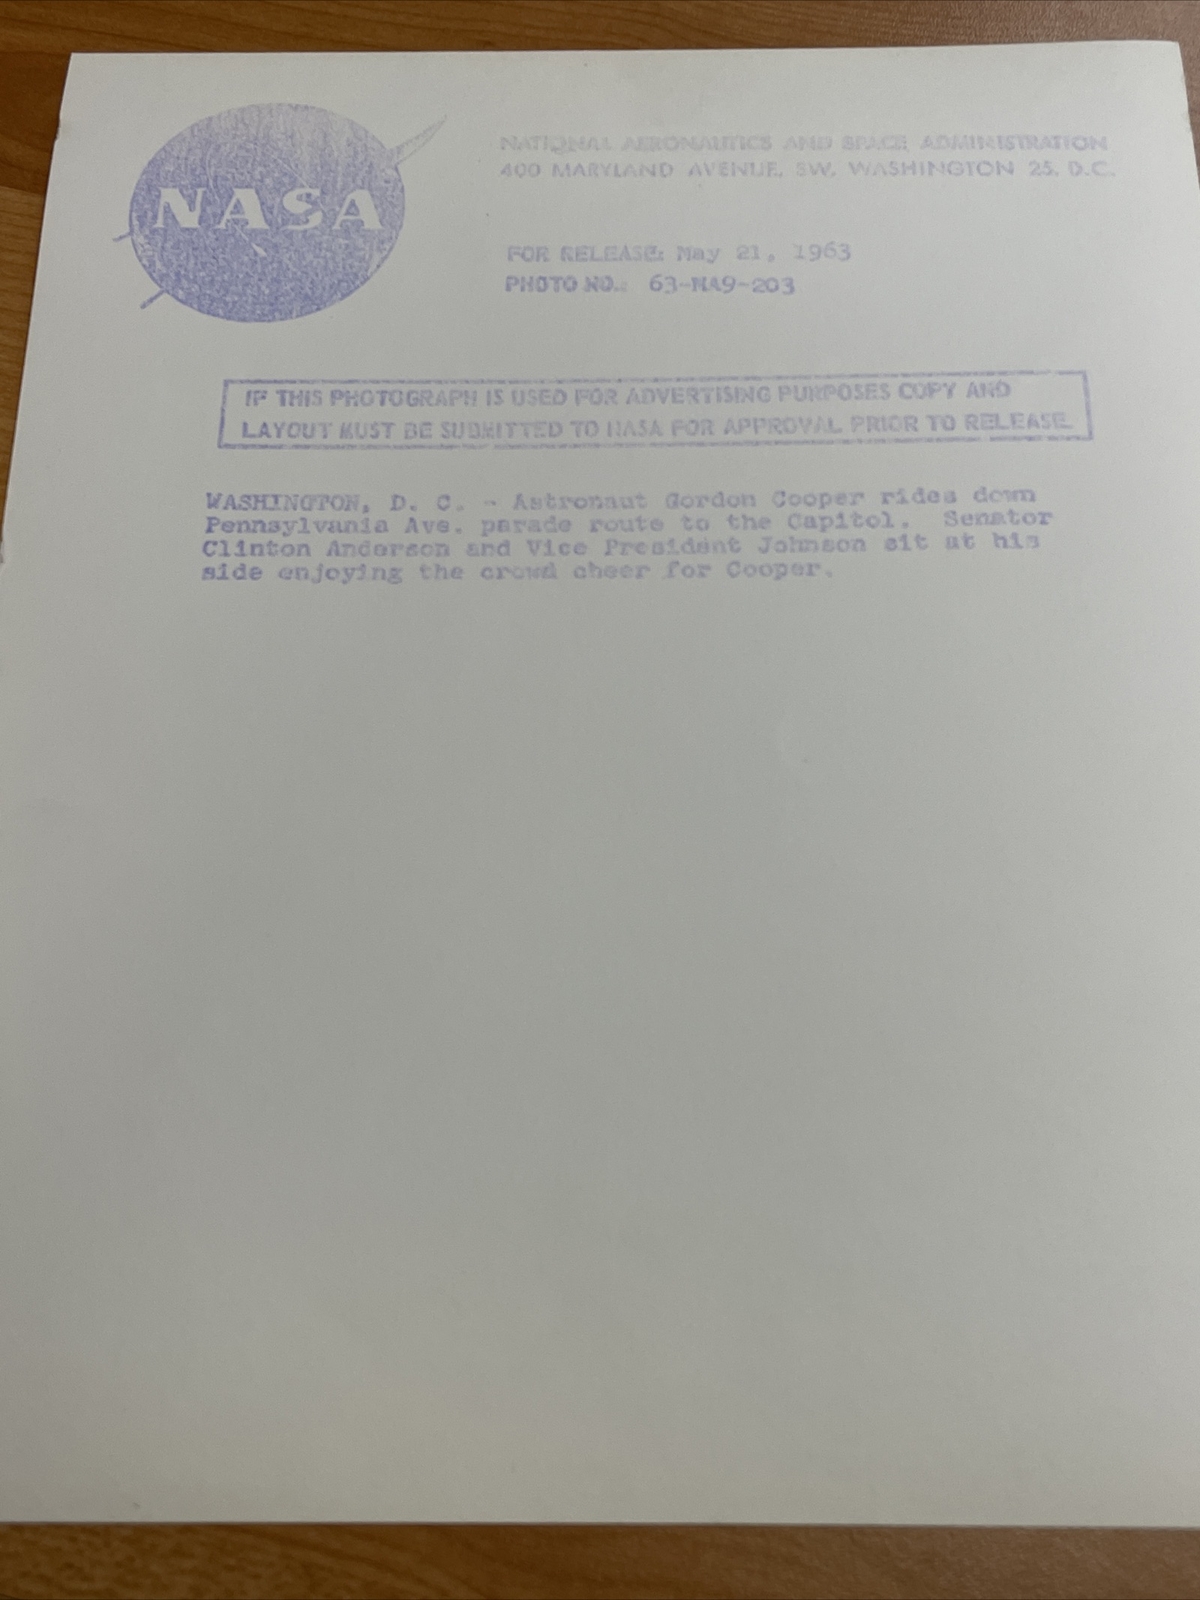 NASA
NATIONAL AERONAUTICS AND SPACE ADMINISTRATION
400 MARYLAND AVENUE, SW, WASHINGTON 25, D.C.
FOR RELEASE: May 21, 1963
PHOTO NO.: 63-MA9-203
IF THIS PHOTOGRAPH IS USED FOR ADVERTISING PURPOSES COPY AND
LAYOUT MUST BE SUBMITTED TO NASA FOR APPROVAL PRIOR TO RELEASE.
WASHINGTON, D. C. - Astronaut Gordon Cooper rides down
Pennsylvania Ave. parade route to the Capitol. Senator
Clinton Anderson and Vice President Johnson sit at his
side enjoying the crowd cheer for Cooper.